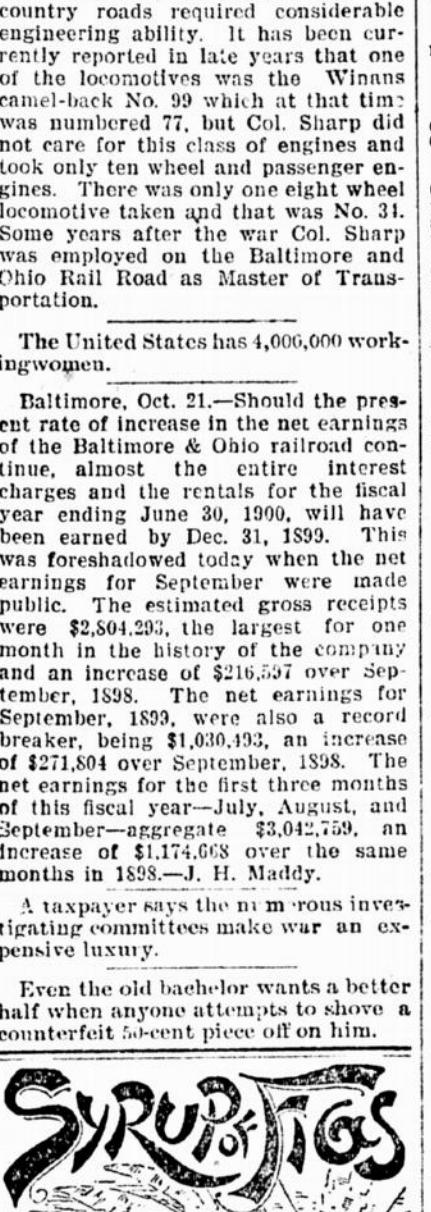 country roads required considerable
engineering ability. It has been cur-
rently reported in late years that one
of the locomotives was the Winans
camel-back No. 99 which at that time
was numbered 77, but Col. Sharp did
not care for this class of engines and
took only ten wheel and passenger en-
gines. There was only one eight wheel
locomotive taken and that was No. 34.
Some years after the war Col. Sharp
was employed on the Baltimore and
Ohio Rail Road as Master of Trans-
portation.
The United States has 4,000,000 work-
ingwomen.
Baltimore, Oct. 21.—Should the pres-
ent rate of increase in the net earnings
of the Baltimore & Ohio railroad con-
tinue, almost the entire interest
charges and the rentals for the fiscal
year ending June 30, 1900, will have
been earned by Dec. 31, 1899. This
was foreshadowed today when the net
earnings for September were made
public. The estimated gross receipts
were $2,804,293, the largest for one
month in the history of the company
and an increase of $216,597 over Sep-
tember, 1898. The net earnings for
September, 1899, were also a record
breaker, being $1,030,493, an increase
of $271,804 over September, 1898. The
net earnings for the first three months
of this fiscal year—July, August, and
September—aggregate $3,042,759, an
increase of $1,174,668 over the same
months in 1898.—J. H. Maddy.
A taxpayer says the numerous inves-
tigating committees make war an ex-
pensive luxury.
Even the old bachelor wants a better
half when anyone attempts to shove a
counterfeit 50-cent piece off on him.
SYRUP OF FIGS